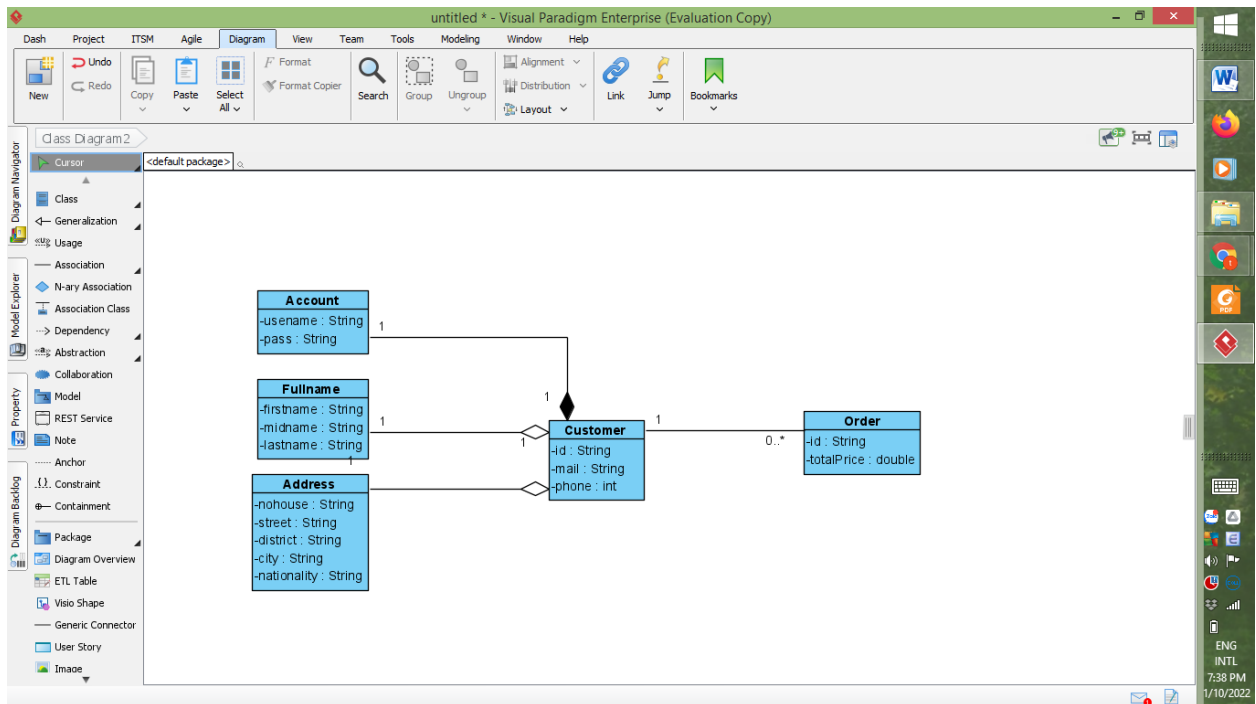 untitled * - Visual Paradigm Enterprise (Evaluation Copy)
Dash Project ITSM Agile Diagram View Team Tools Modeling Window Help
New
Undo
Redo
Copy
Paste
Select
All
Format
Format Copier
Search
Group
Ungroup
Alignment
Distribution
Layout
Link
Jump
Bookmarks
Class Diagram2
9+
Diagram Navigator
Model Explorer
Property
Diagram Backlog
Cursor
Class
Generalization
Usage
Association
N-ary Association
Association Class
Dependency
Abstraction
Collaboration
Model
REST Service
Note
Anchor
Constraint
Containment
Package
Diagram Overview
ETL Table
Visio Shape
Generic Connector
User Story
Image
<default package>
Account
-usename : String
-pass : String
1
1
Fullname
-firstname : String
-midname : String
-lastname : String
1
1
1
Address
-nohouse : String
-street : String
-district : String
-city : String
-nationality : String
Customer
-id : String
-mail : String
-phone : int
1
0..*
Order
-id : String
-totalPrice : double
PDF
ENG
INTL
7:38 PM
1/10/2022